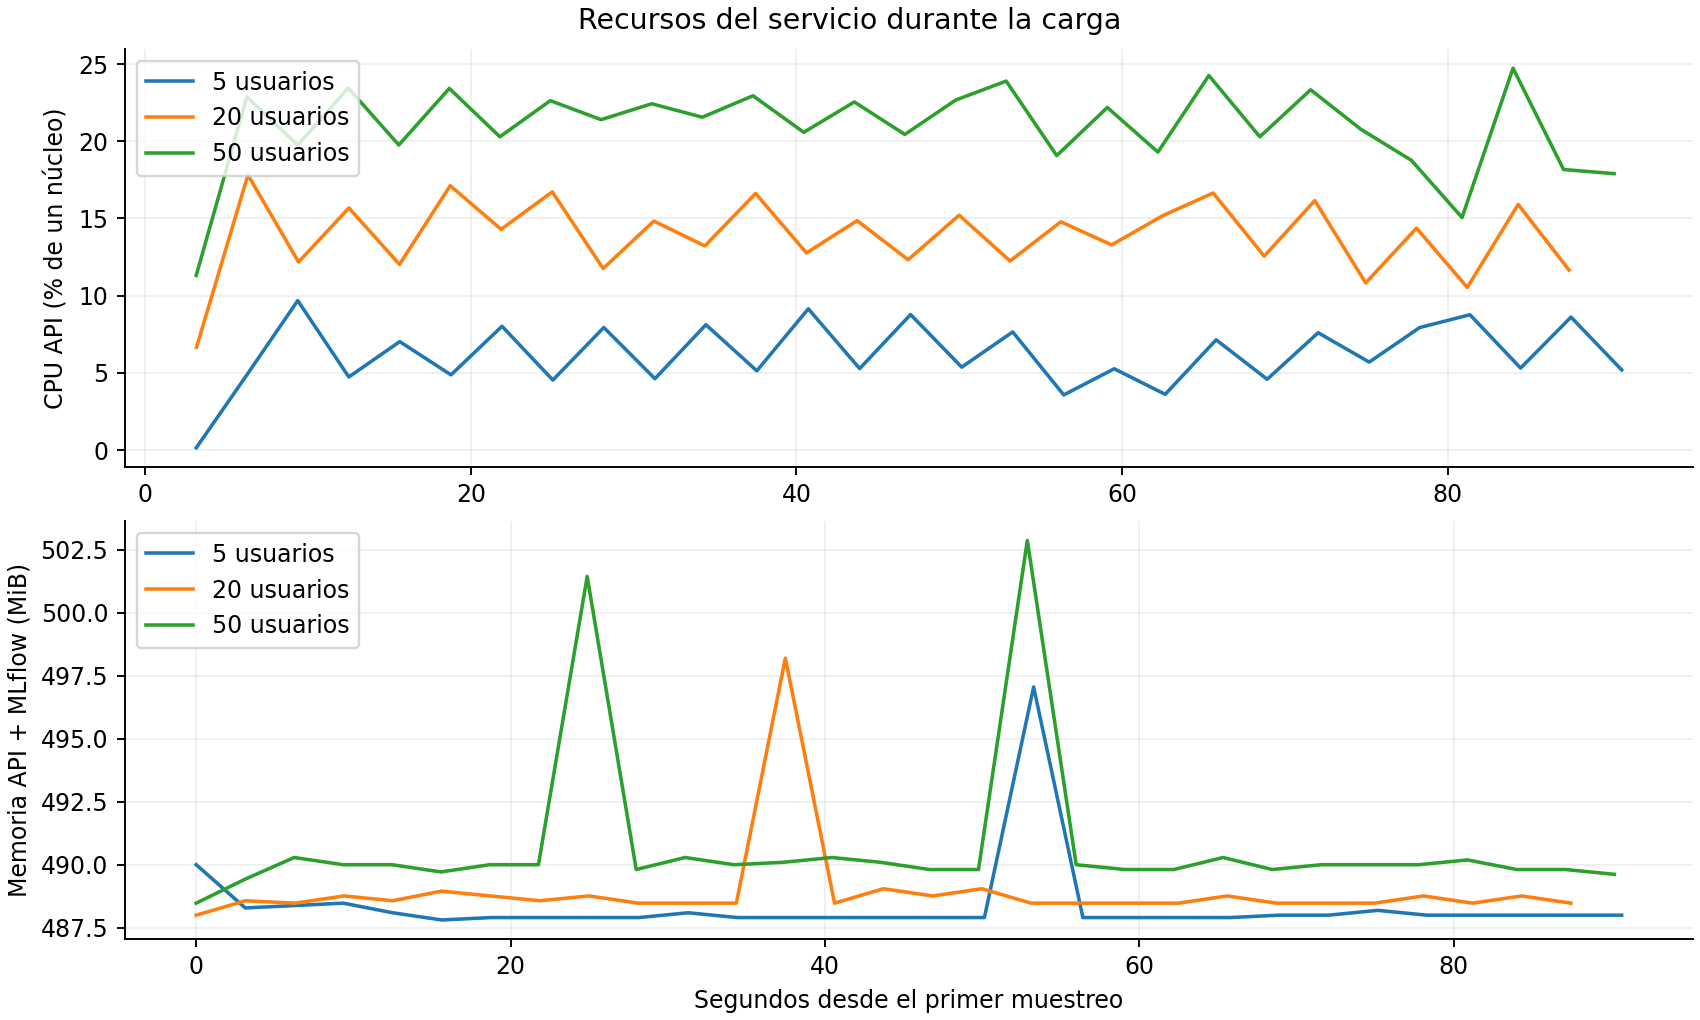 Recursos del servicio durante la carga
CPU API (% de un núcleo)
25
20
15
10
5
0
5 usuarios
20 usuarios
50 usuarios
0 20 40 60 80
Memoria API + MLflow (MiB)
502.5
500.0
497.5
495.0
492.5
490.0
487.5
5 usuarios
20 usuarios
50 usuarios
0 20 40 60 80
Segundos desde el primer muestreo